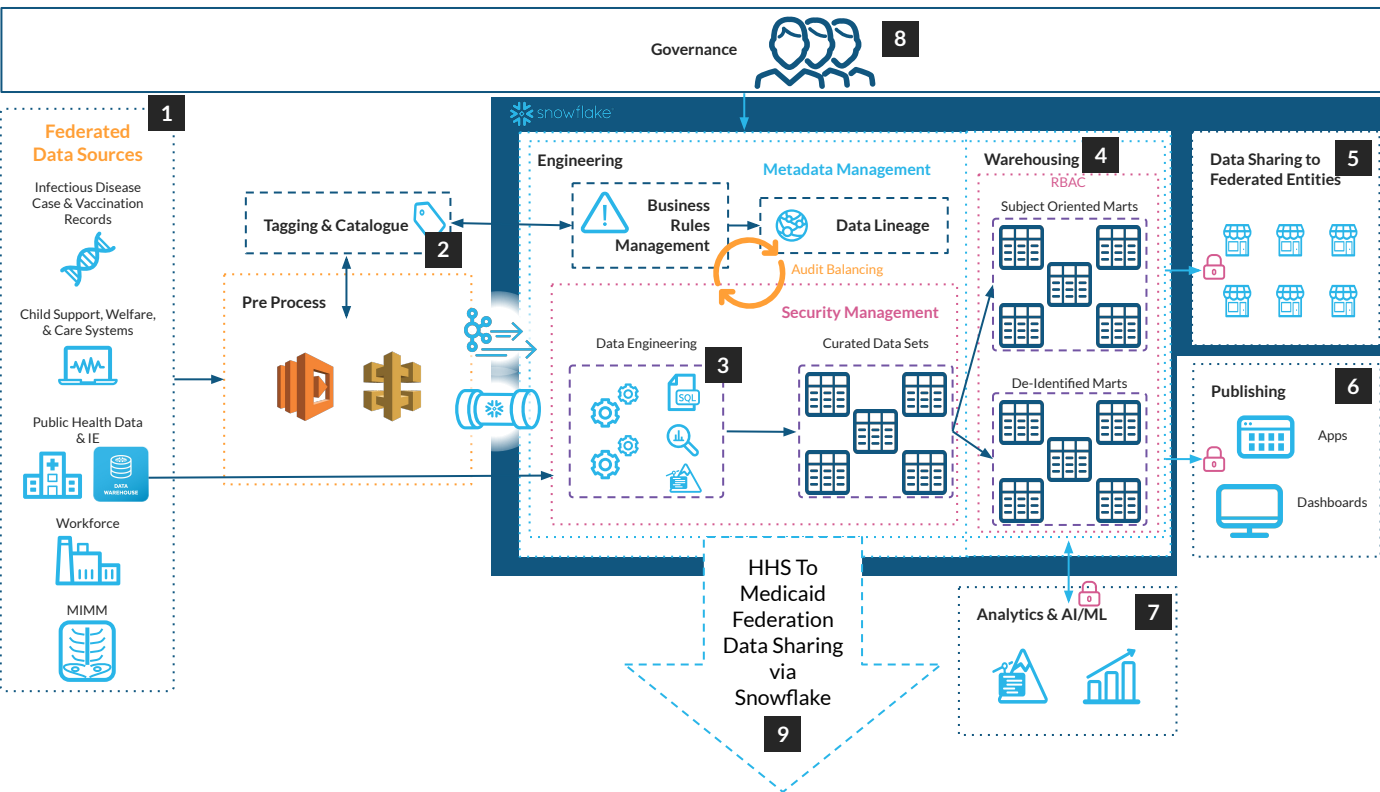 Governance
8
1
Federated
Data Sources
Infectious Disease
Case & Vaccination
Records
Child Support, Welfare,
& Care Systems
Public Health Data
& IE
DATA
WAREHOUSE
Workforce
MIMM
Tagging & Catalogue
2
Pre Process
snowflake
Engineering
Metadata Management
Business
Rules
Management
Data Lineage
Audit Balancing
Security Management
Data Engineering
3
SQL
Curated Data Sets
Warehousing
4
RBAC
Subject Oriented Marts
De-Identified Marts
Data Sharing to
Federated Entities
5
Publishing
6
Apps
Dashboards
Analytics & AI/ML
7
HHS To
Medicaid
Federation
Data Sharing
via
Snowflake
9